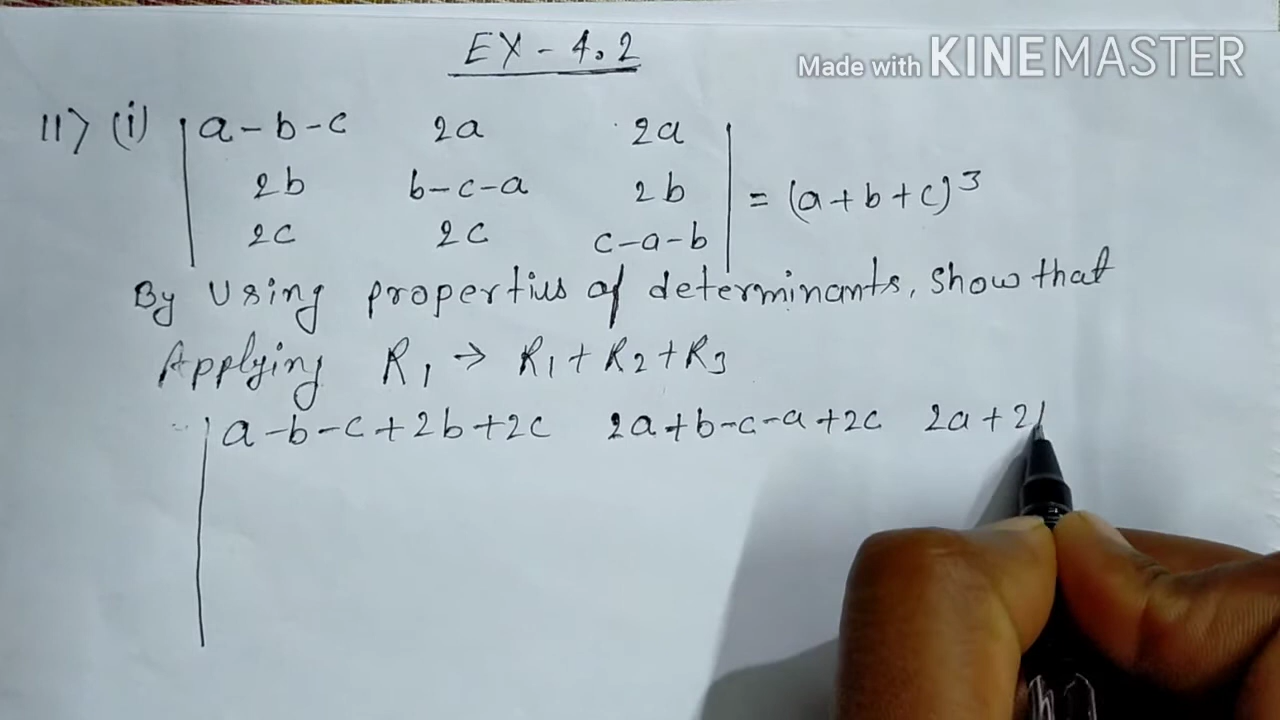 EX - 4.2
Made with KINEMASTER
11> (i) | a-b-c 2a 2a |
| 2b b-c-a 2b | = (a+b+c)³
| 2c 2c c-a-b |
By Using properties of determinants, show that
Applying R₁ → R₁ + R₂ + R₃
| a-b-c+2b+2c 2a+b-c-a+2c 2a+2